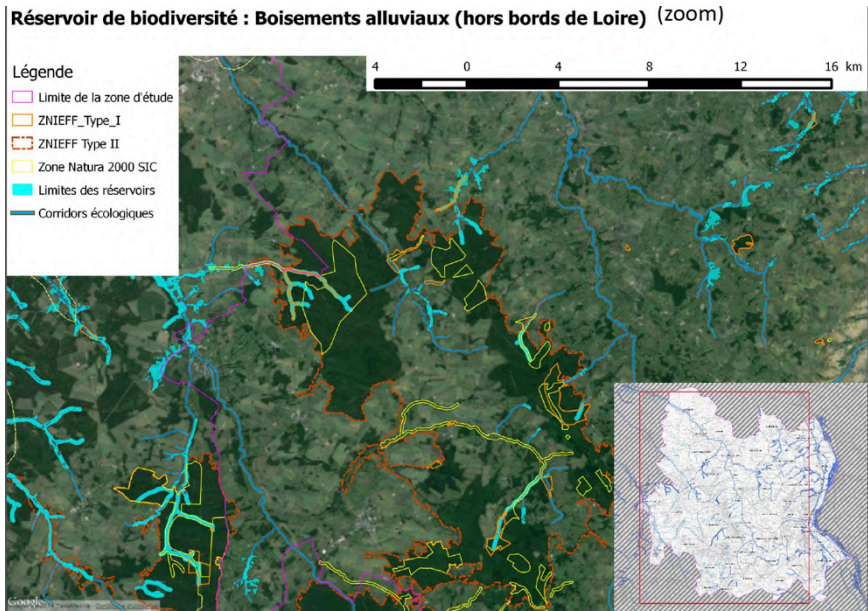 Réservoir de biodiversité : Boisements alluviaux (hors bords de Loire) (zoom)
4 0 4 8 12 16 km
Légende
Limite de la zone d'étude
ZNIEFF_Type_I
ZNIEFF Type II
Zone Natura 2000 SIC
Limites des réservoirs
Corridors écologiques
Google